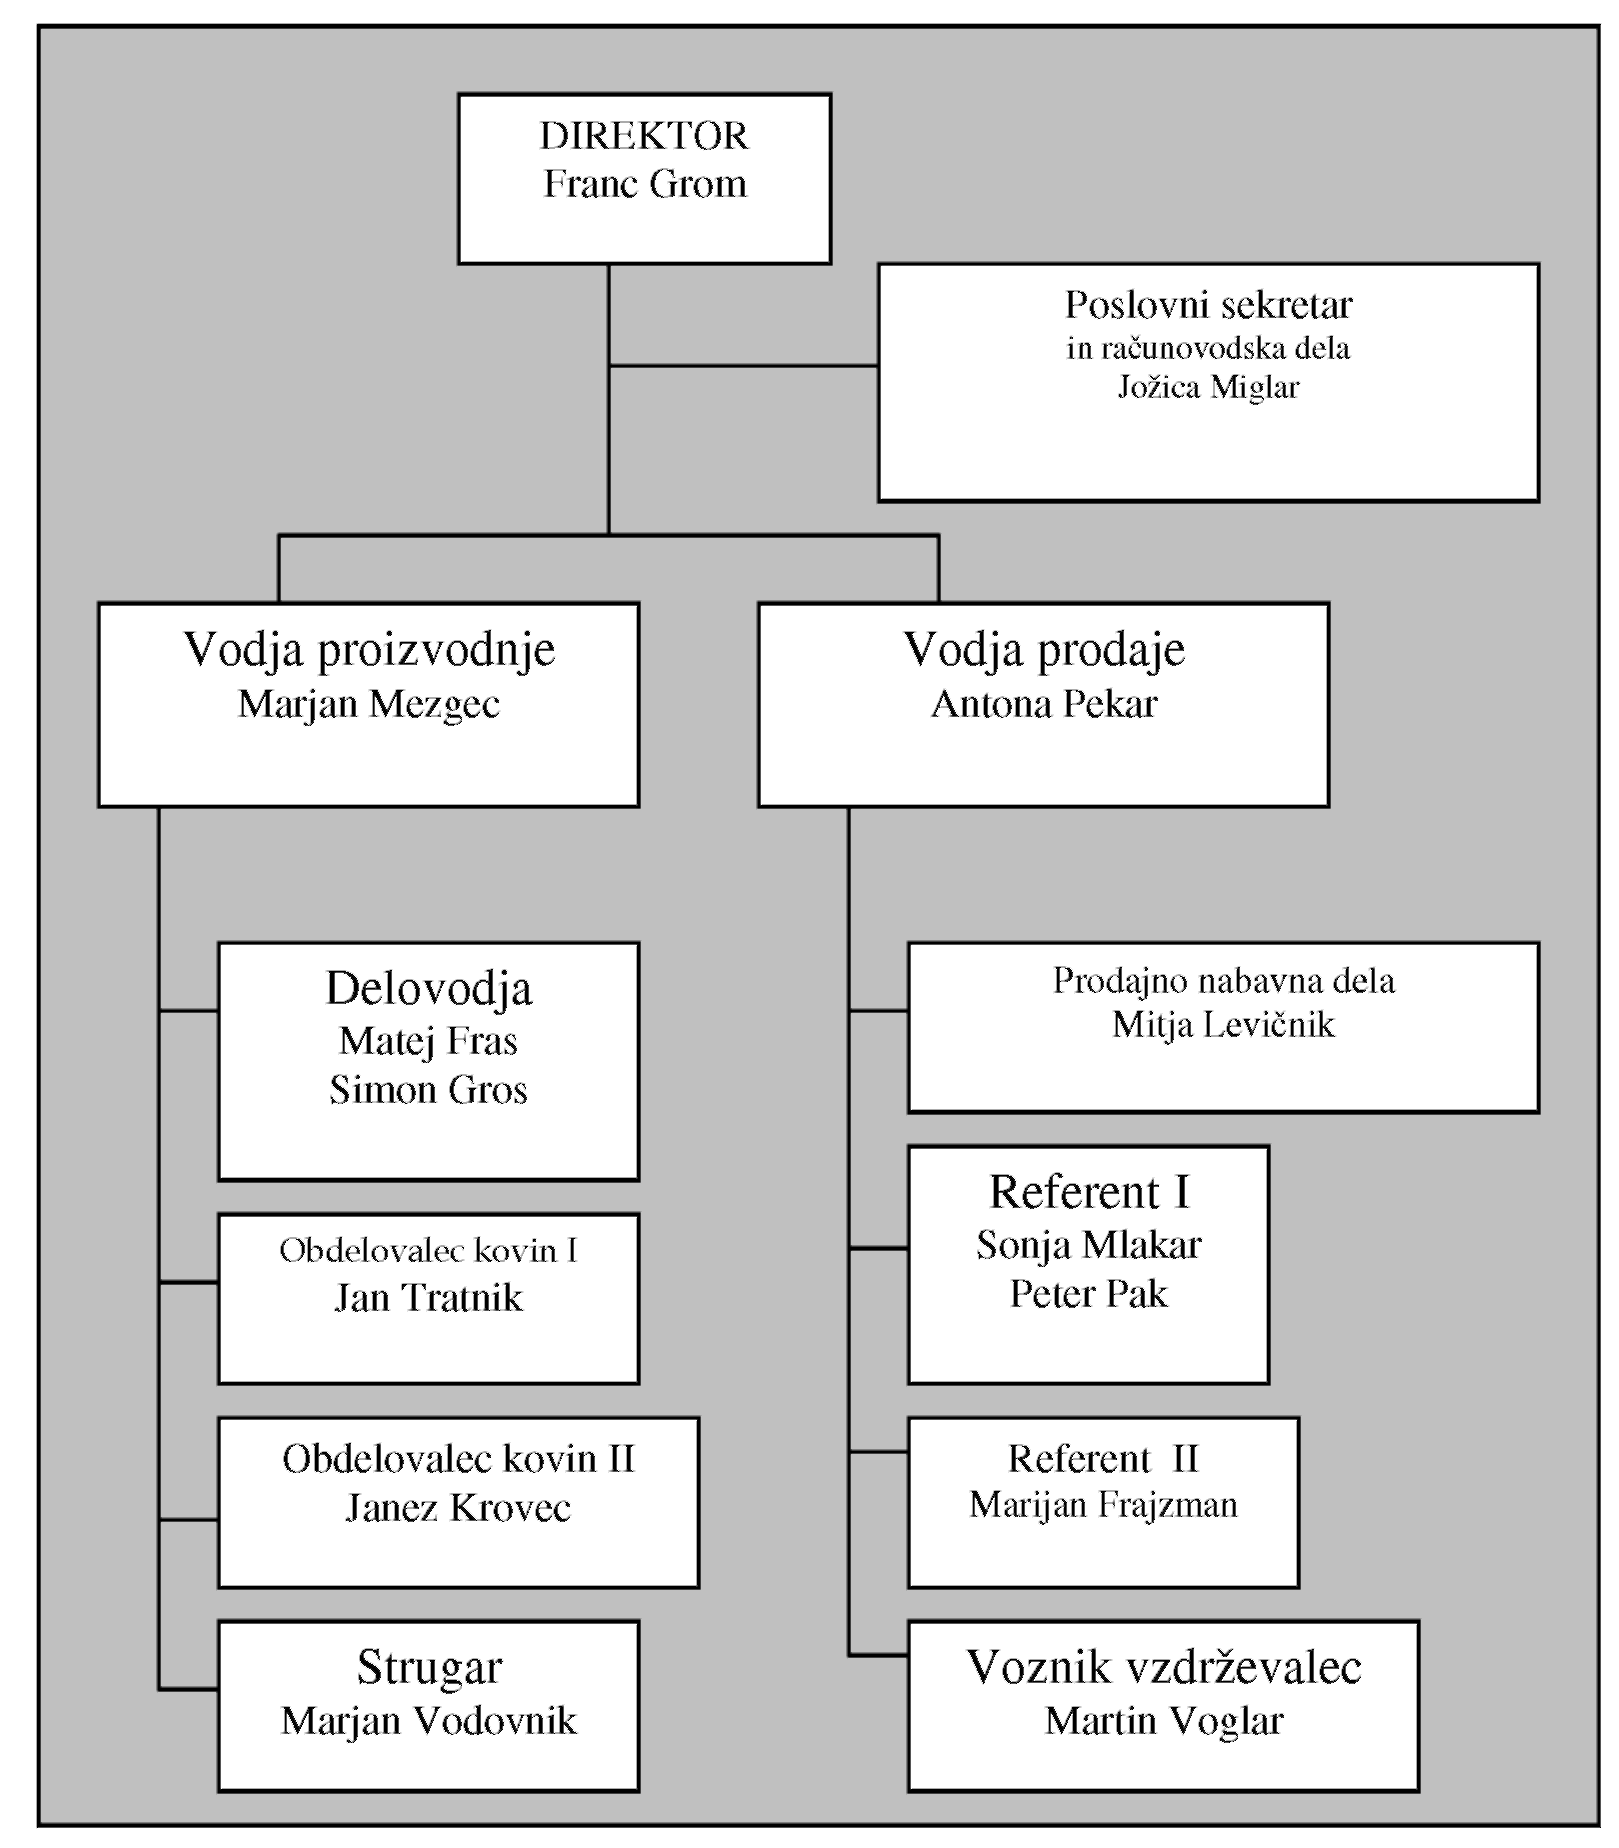 DIREKTOR
Franc Grom
Poslovni sekretar
in računovodska dela
Jožica Miglar
Vodja proizvodnje
Marjan Mezgec
Vodja prodaje
Antona Pekar
Delovodja
Matej Fras
Simon Gros
Obdelovalec kovin I
Jan Tratnik
Obdelovalec kovin II
Janez Krovec
Strugar
Marjan Vodovnik
Prodajno nabavna dela
Mitja Levičnik
Referent I
Sonja Mlakar
Peter Pak
Referent  II
Marijan Frajzman
Voznik vzdrževalec
Martin Voglar